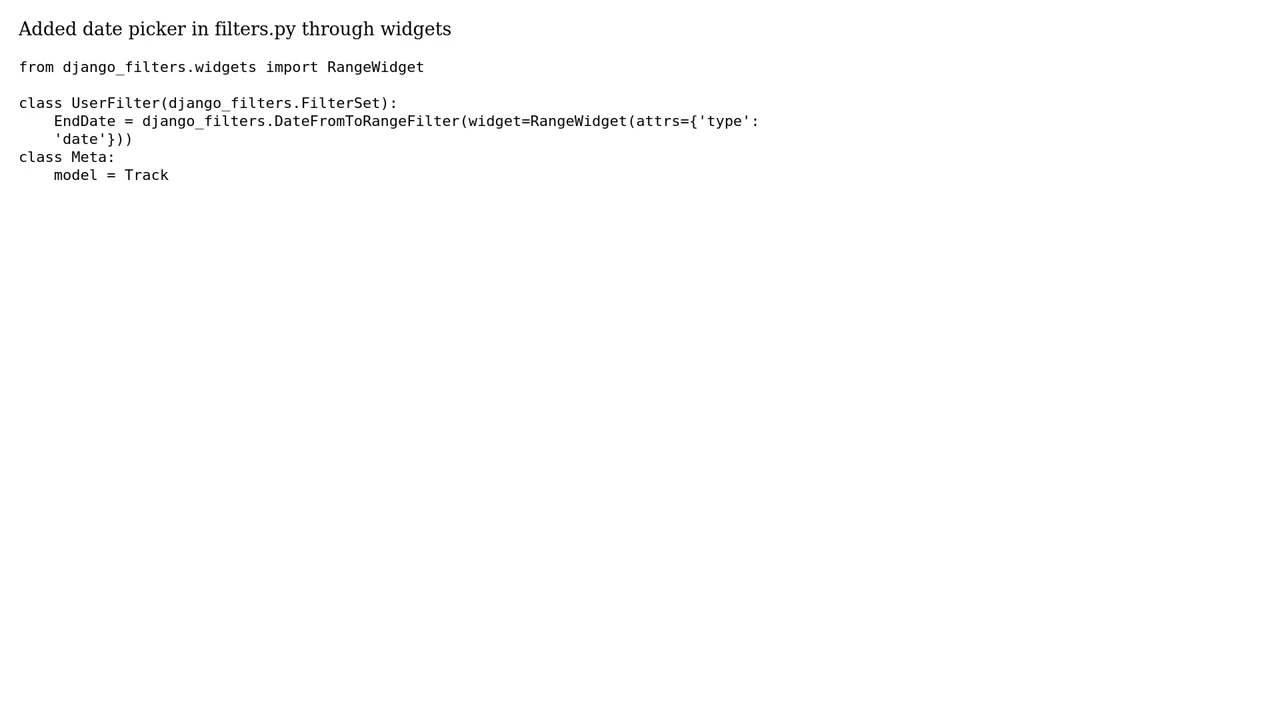 Added date picker in filters.py through widgets
from django_filters.widgets import RangeWidget
class UserFilter(django_filters.FilterSet):
    EndDate = django_filters.DateFromToRangeFilter(widget=RangeWidget(attrs={'type':
    'date'}))
class Meta:
    model = Track